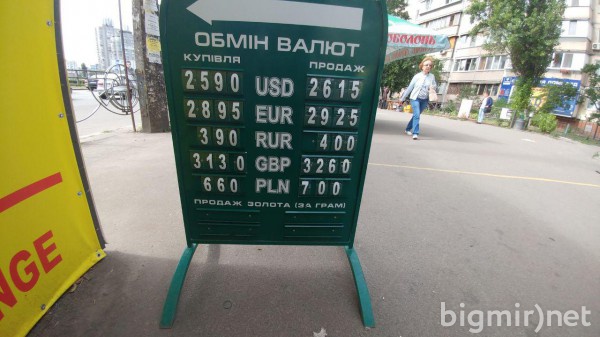 ОБМІН ВАЛЮТ
КУПІВЛЯ ПРОДАЖ
2590 USD 2615
2895 EUR 2925
390 RUR 400
3130 GBP 3260
660 PLN 700
ПРОДАЖ ЗОЛОТА (ЗА ГРАМ)
NGE
ОБОЛОНЬ
bigmir)net